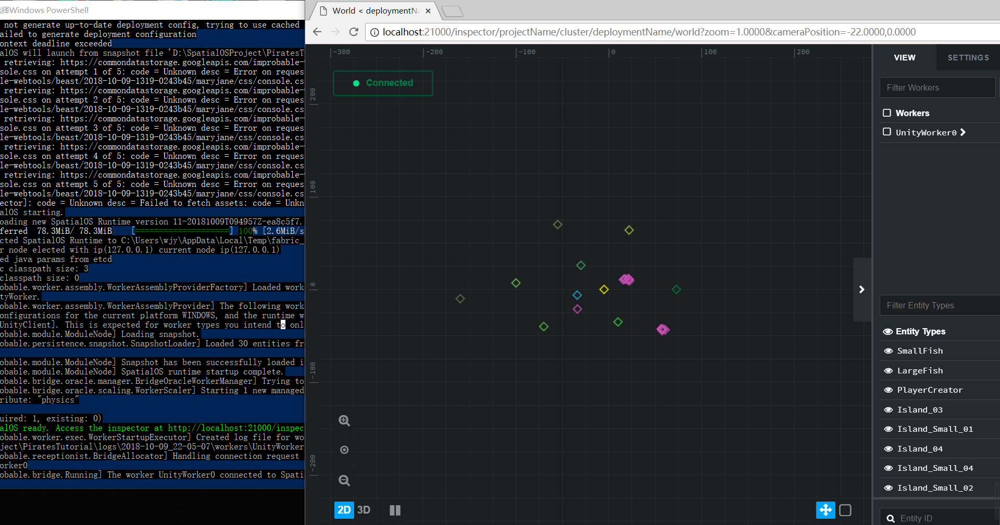 选择Windows PowerShell
not generate up-to-date deployment config, trying to use cached
ailed to generate deployment configuration
ontext deadline exceeded
alOS will launch from snapshot file 'D:\SpatialOSProject\PiratesT
retrieving: https://commondatastorage.googleapis.com/improbable-
sole.css on attempt 1 of 5: code = Unknown desc = Error on reques
le-webtools/beast/2018-10-09-1319-0243b45/maryjane/css/console.cs
retrieving: https://commondatastorage.googleapis.com/improbable-
sole.css on attempt 2 of 5: code = Unknown desc = Error on reques
le-webtools/beast/2018-10-09-1319-0243b45/maryjane/css/console.cs
retrieving: https://commondatastorage.googleapis.com/improbable-
sole.css on attempt 3 of 5: code = Unknown desc = Error on reques
le-webtools/beast/2018-10-09-1319-0243b45/maryjane/css/console.cs
retrieving: https://commondatastorage.googleapis.com/improbable-
sole.css on attempt 4 of 5: code = Unknown desc = Error on reques
le-webtools/beast/2018-10-09-1319-0243b45/maryjane/css/console.cs
retrieving: https://commondatastorage.googleapis.com/improbable-
sole.css on attempt 5 of 5: code = Unknown desc = Error on reques
le-webtools/beast/2018-10-09-1319-0243b45/maryjane/css/console.cs
ector]: code = Unknown desc = Failed to fetch assets: code = Unkn
alOS starting.
oading new SpatialOS Runtime version 11-20181009T094957Z-ea8c5f7.
ferred 78.3MiB/ 78.3MiB [====================] 100% [2.6MiB/s
cted SpatialOS Runtime to C:\Users\wjy\AppData\Local\Temp\fabric_
r node elected with ip(127.0.0.1) current node ip(127.0.0.1)
ed java params from etcd
c classpath size: 3
classpath size: 0
obable.worker.assembly.WorkerAssemblyProviderFactory] Loaded work
tyWorker.
obable.worker.assembly.WorkerAssemblyProvider] The following work
onfigurations for the current platform WINDOWS, and the runtime w
UnityClient]. This is expected for worker types you intend to onl
obable.module.ModuleNode] Loading snapshot.
obable.persistence.snapshot.SnapshotLoader] Loaded 30 entities fr
obable.module.ModuleNode] Snapshot has been successfully loaded i
obable.module.ModuleNode] SpatialOS runtime startup complete.
obable.bridge.oracle.manager.BridgeOracleWorkerManager] Trying to
obable.bridge.oracle.scaling.WorkerScaler] Starting 1 new managed
ribute: "physics"
uired: 1, existing: 0)
alOS ready. Access the inspector at http://localhost:21000/inspec
obable.worker.exec.WorkerStartupExecutor] Created log file for wo
ject\PiratesTutorial\logs\2018-10-09_22-05-07\workers\UnityWorker
obable.receptionist.BridgeAllocator] Handling connection request
orker0
obable.bridge.Running] The worker UnityWorker0 connected to Spati
World < deploymentN
localhost:21000/inspector/projectName/cluster/deploymentName/world?zoom=1.0000&cameraPosition=-22.0000,0.0000
-300 -200 -100 0 100 200
200
100
0
-100
-200
Connected
2D 3D
VIEW SETTINGS
Filter Workers
Workers
UnityWorker0
Filter Entity Types
Entity Types
SmallFish
LargeFish
PlayerCreator
Island_03
Island_Small_01
Island_04
Island_Small_04
Island_Small_02
Entity ID